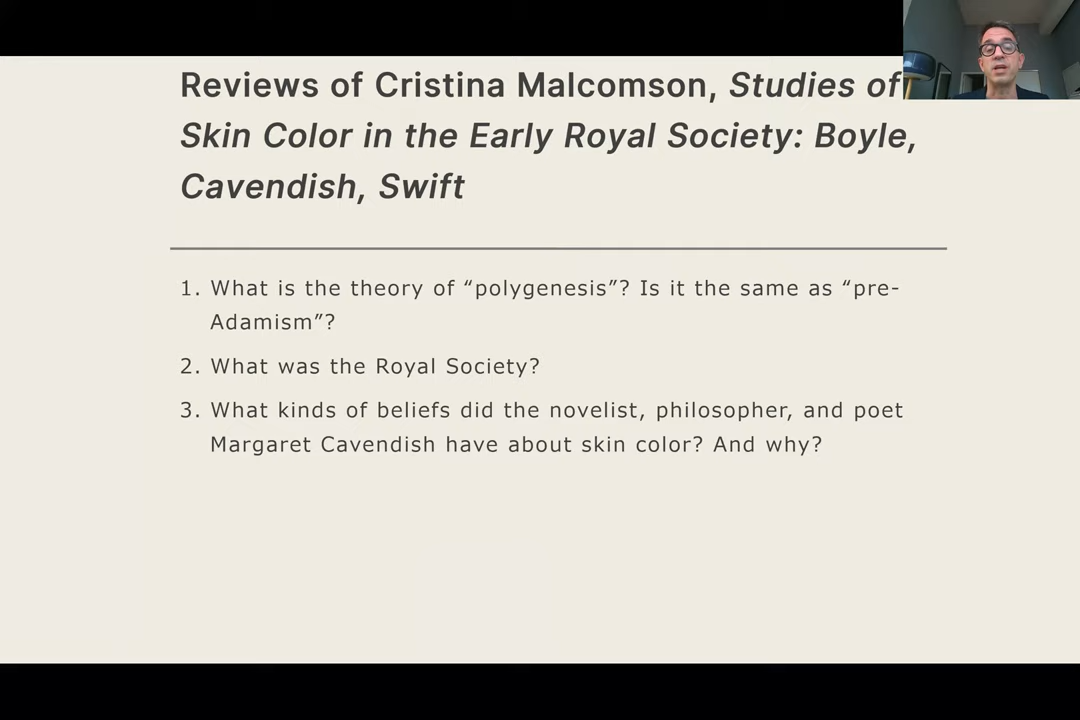 Reviews of Cristina Malcomson, Studies of
Skin Color in the Early Royal Society: Boyle,
Cavendish, Swift
1. What is the theory of “polygenesis”? Is it the same as “pre-
Adamism”?
2. What was the Royal Society?
3. What kinds of beliefs did the novelist, philosopher, and poet
Margaret Cavendish have about skin color? And why?